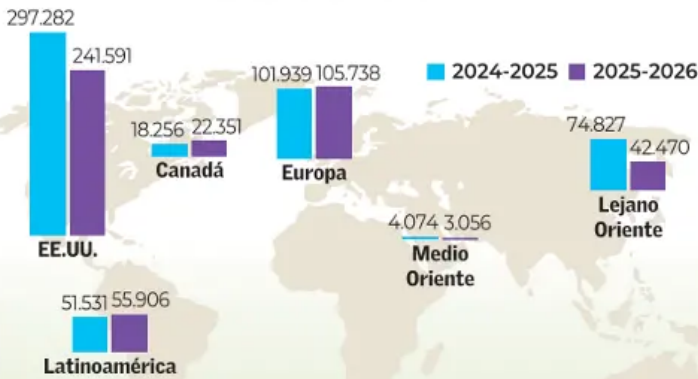 297.282
241.591
EE.UU.
18.256 22.351
Canadá
101.939 105.738
Europa
2024-2025 2025-2026
74.827
42.470
Lejano
Oriente
4.074 3.056
Medio
Oriente
51.531 55.906
Latinoamérica